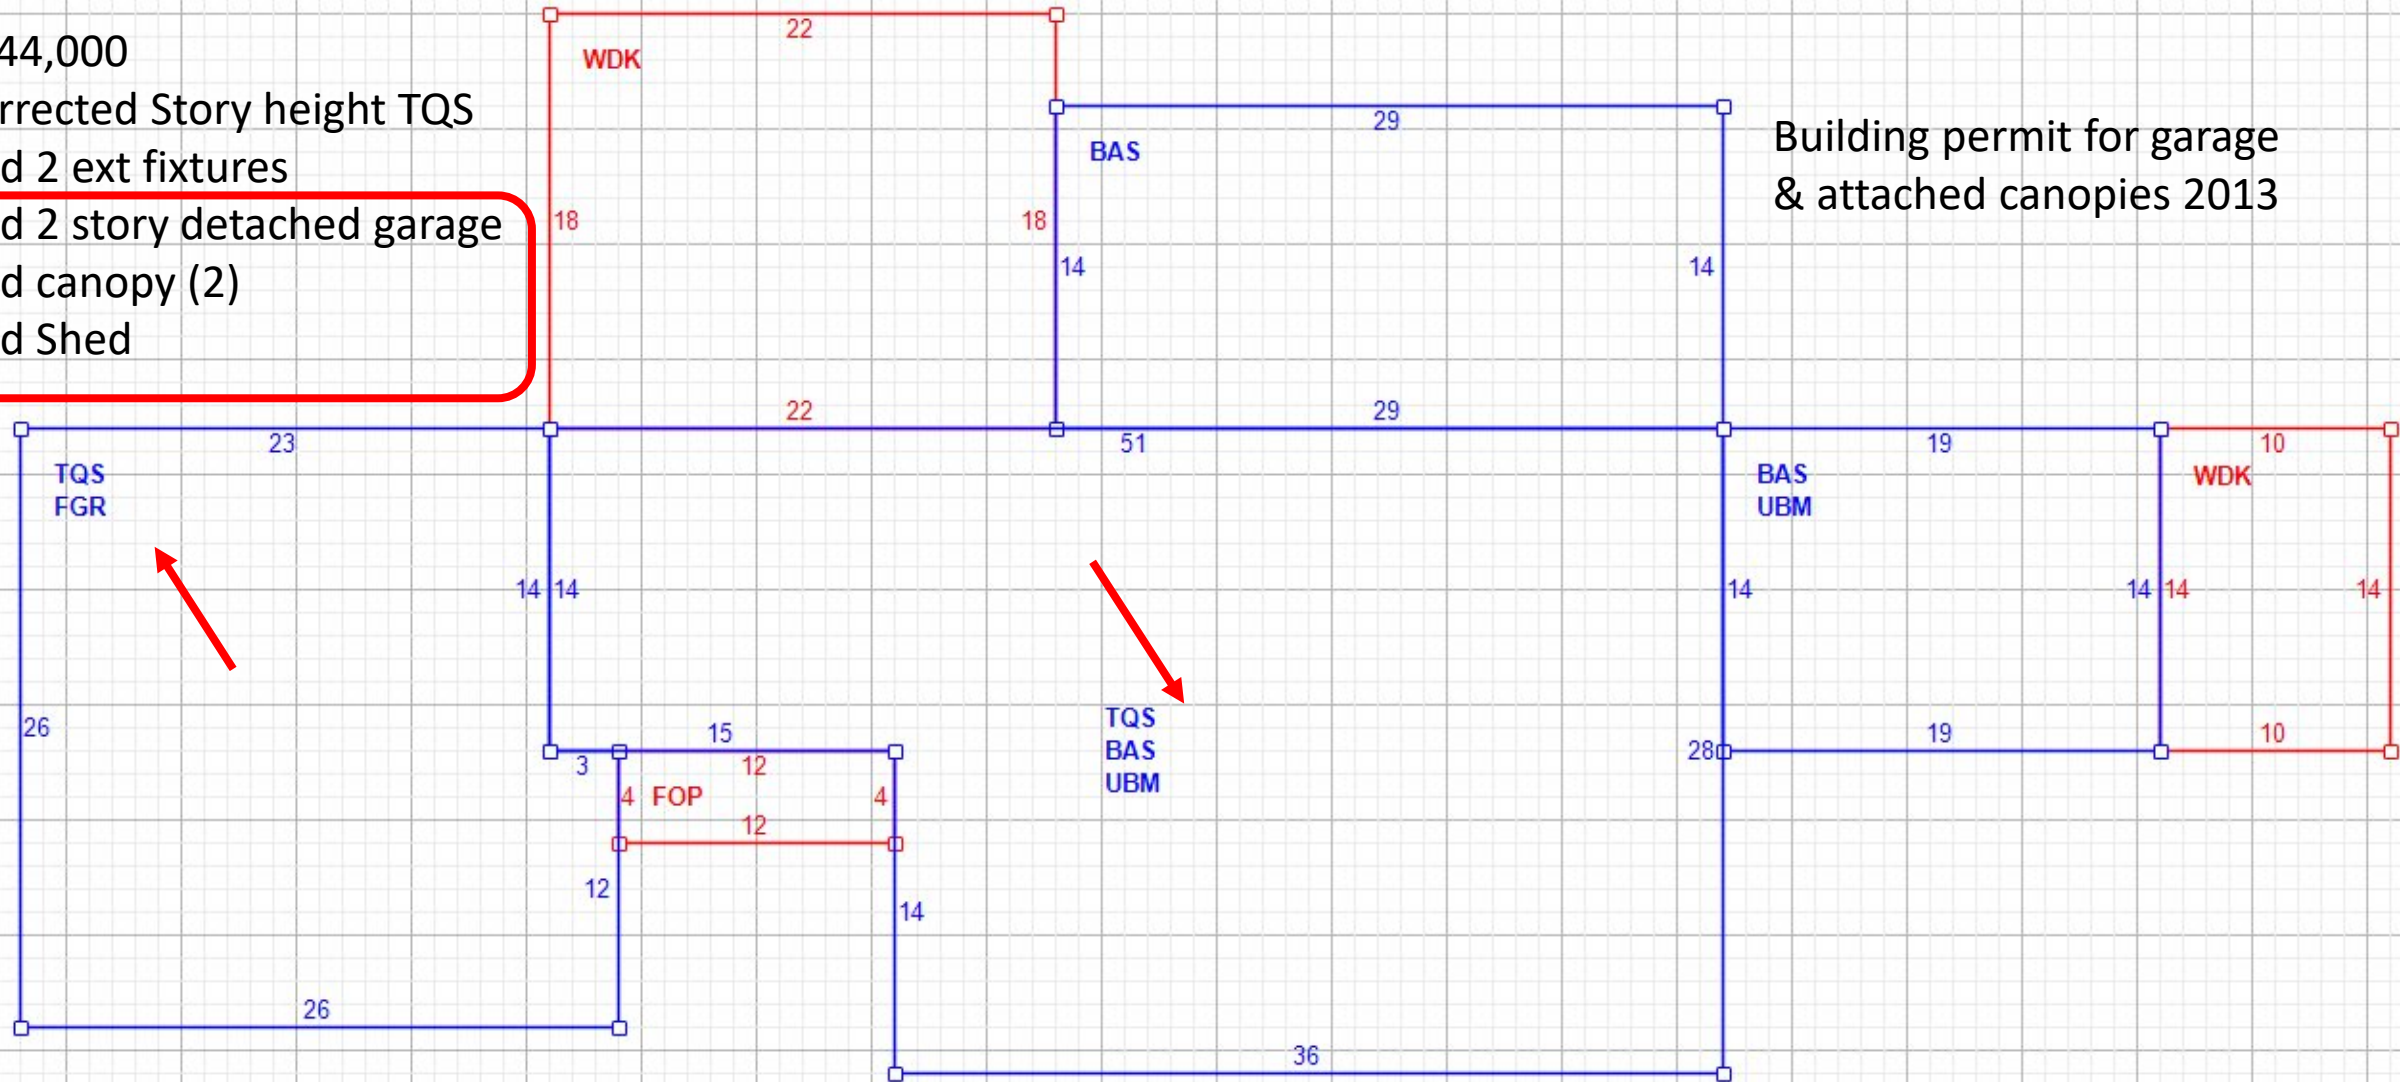 44,000
rrected Story height TQS
d 2 ext fixtures
d 2 story detached garage
d canopy (2)
d Shed
Building permit for garage
& attached canopies 2013
22
WDK
18
18
22
29
BAS
14
14
29
23
TQS
FGR
14
26
26
12
3
51
14
15
TQS
BAS
UBM
28
14
36
12
4
FOP
4
12
19
BAS
UBM
14
14
19
10
WDK
14
14
10